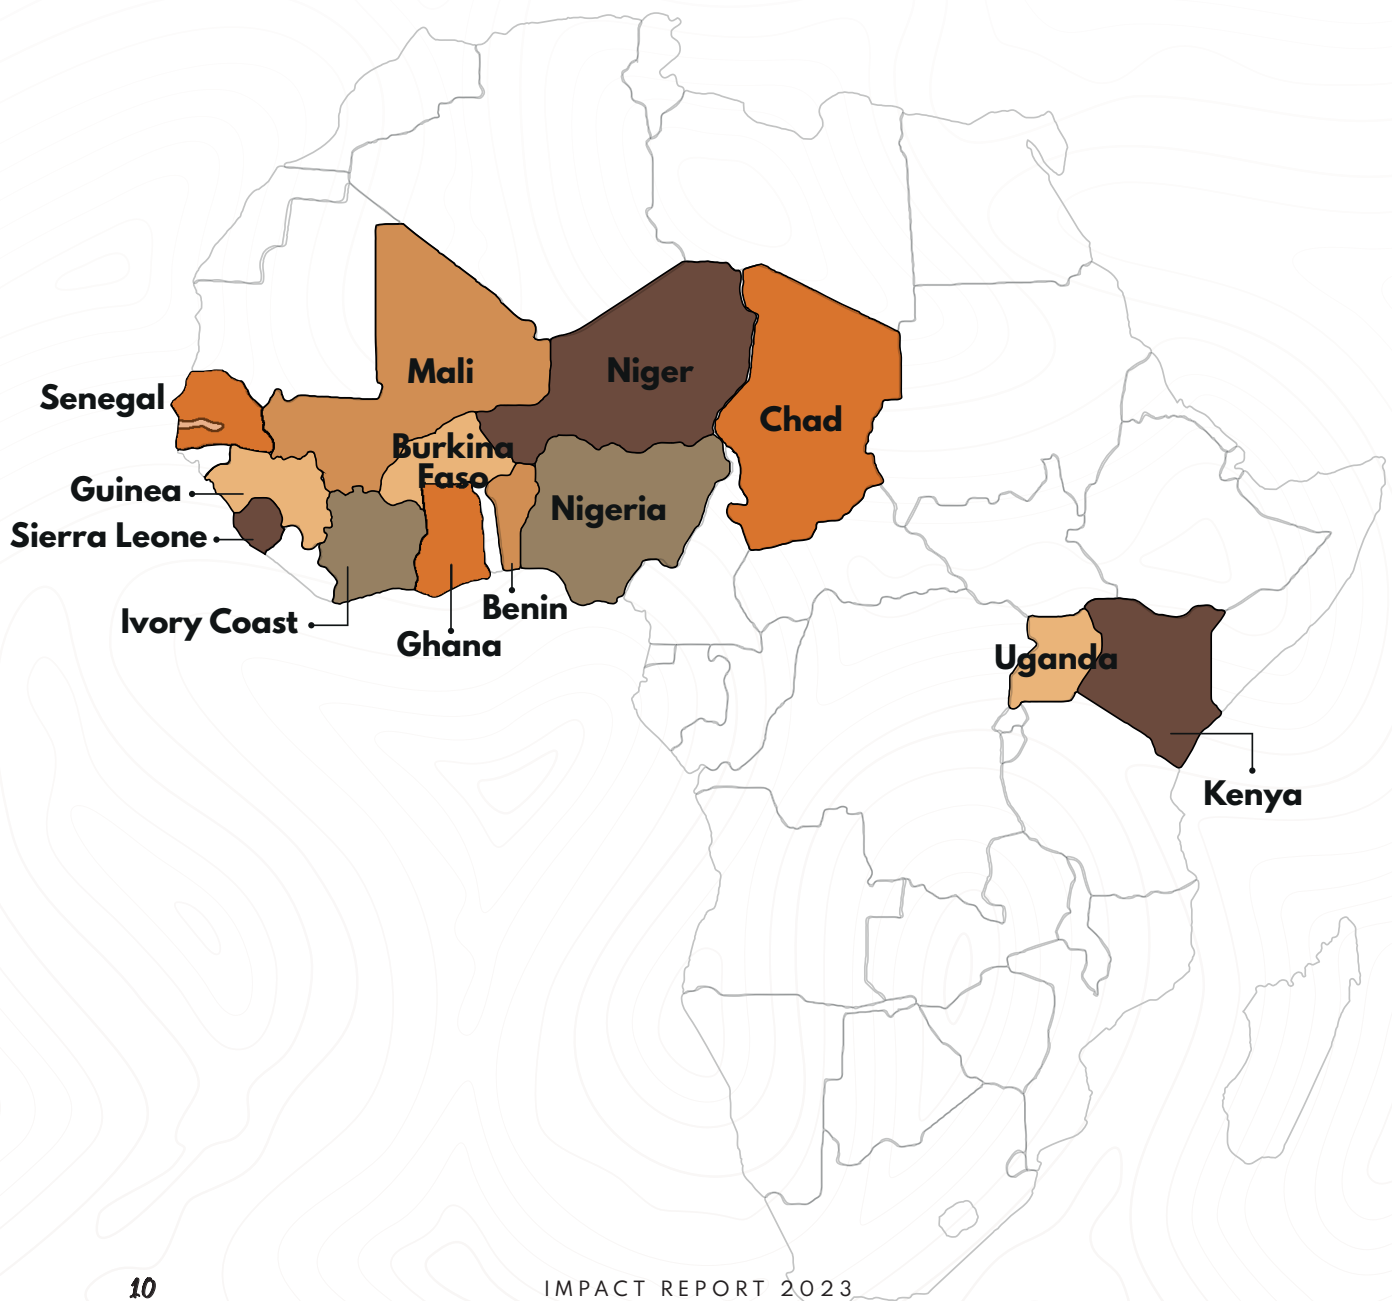 Mali
Niger
Senegal
Chad
Burkina
Faso
Guinea
Nigeria
Sierra Leone
Benin
Ivory Coast
Ghana
Uganda
Kenya
10
IMPACT REPORT 2023